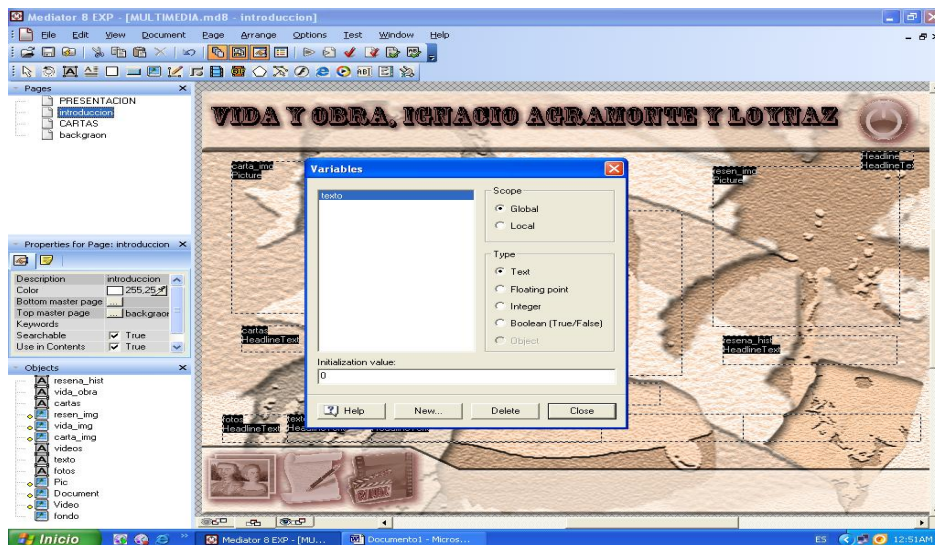 Mediator 8 EXP - [MULTIMEDIA.md8 - introduccion]
File Edit View Document Page Arrange Options Test Window Help
Pages
PRESENTACION
introduccion
CARTAS
backgraon
VIDA Y OBRA, IGNACIO AGRAMONTE Y LOYNAZ
carta_img
Picture
resen_img
Picture
Headline
HeadlineTex
Variables
texto
Scope
Global
Local
Type
Text
Floating point
Integer
Boolean (True/False)
Object
Initialization value:
0
Help New... Delete Close
Properties for Page: introduccion
Description introduccion
Color 255,25
Bottom master page ...
Top master page ... backgraor
Keywords
Searchable True
Use in Contents True
cartas
HeadlineText
resena_hist
HeadlineText
fotos
HeadlineText
Objects
resena_hist
vida_obra
cartas
resen_img
vida_img
carta_img
videos
texto
fotos
Pic
Document
Video
fondo
Inicio
Mediator 8 EXP - [MU...
Documento1 - Micros...
ES
12:51AM